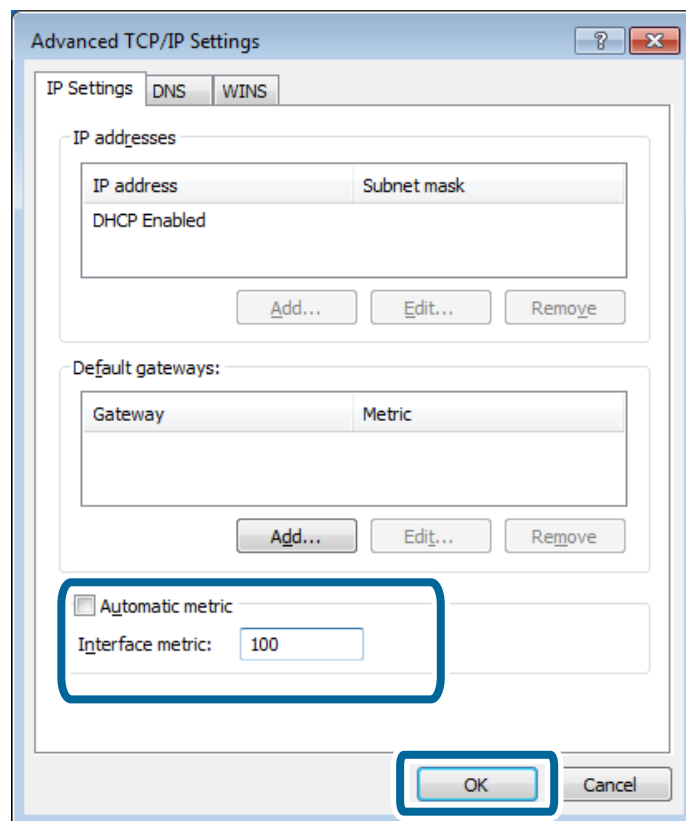 Advanced TCP/IP Settings
IP Settings DNS WINS
IP addresses
IP address Subnet mask
DHCP Enabled
Add... Edit... Remove
Default gateways:
Gateway Metric
Add... Edit... Remove
Automatic metric
Interface metric: 100
OK Cancel